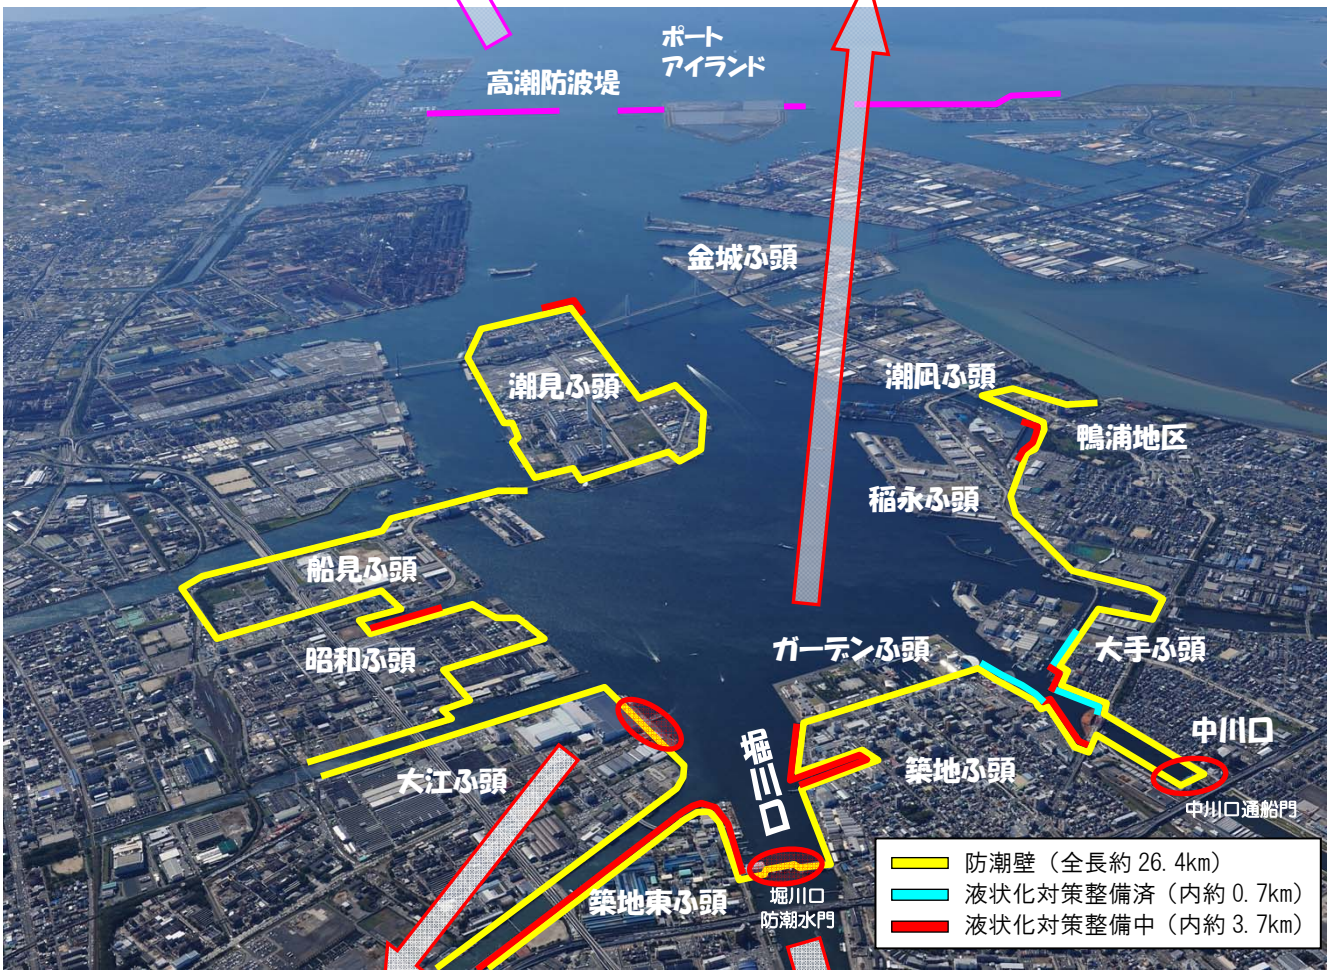 ポート
アイランド
高潮防波堤
金城ふ頭
潮見ふ頭
潮凪ふ頭
鴨浦地区
稲永ふ頭
船見ふ頭
昭和ふ頭
ガーデンふ頭
大手ふ頭
中川口
堀川口
築地ふ頭
大江ふ頭
中川口通船門
築地東ふ頭
堀川口
防潮水門
防潮壁（全長約26.4km）
液状化対策整備済（内約0.7km）
液状化対策整備中（内約3.7km）